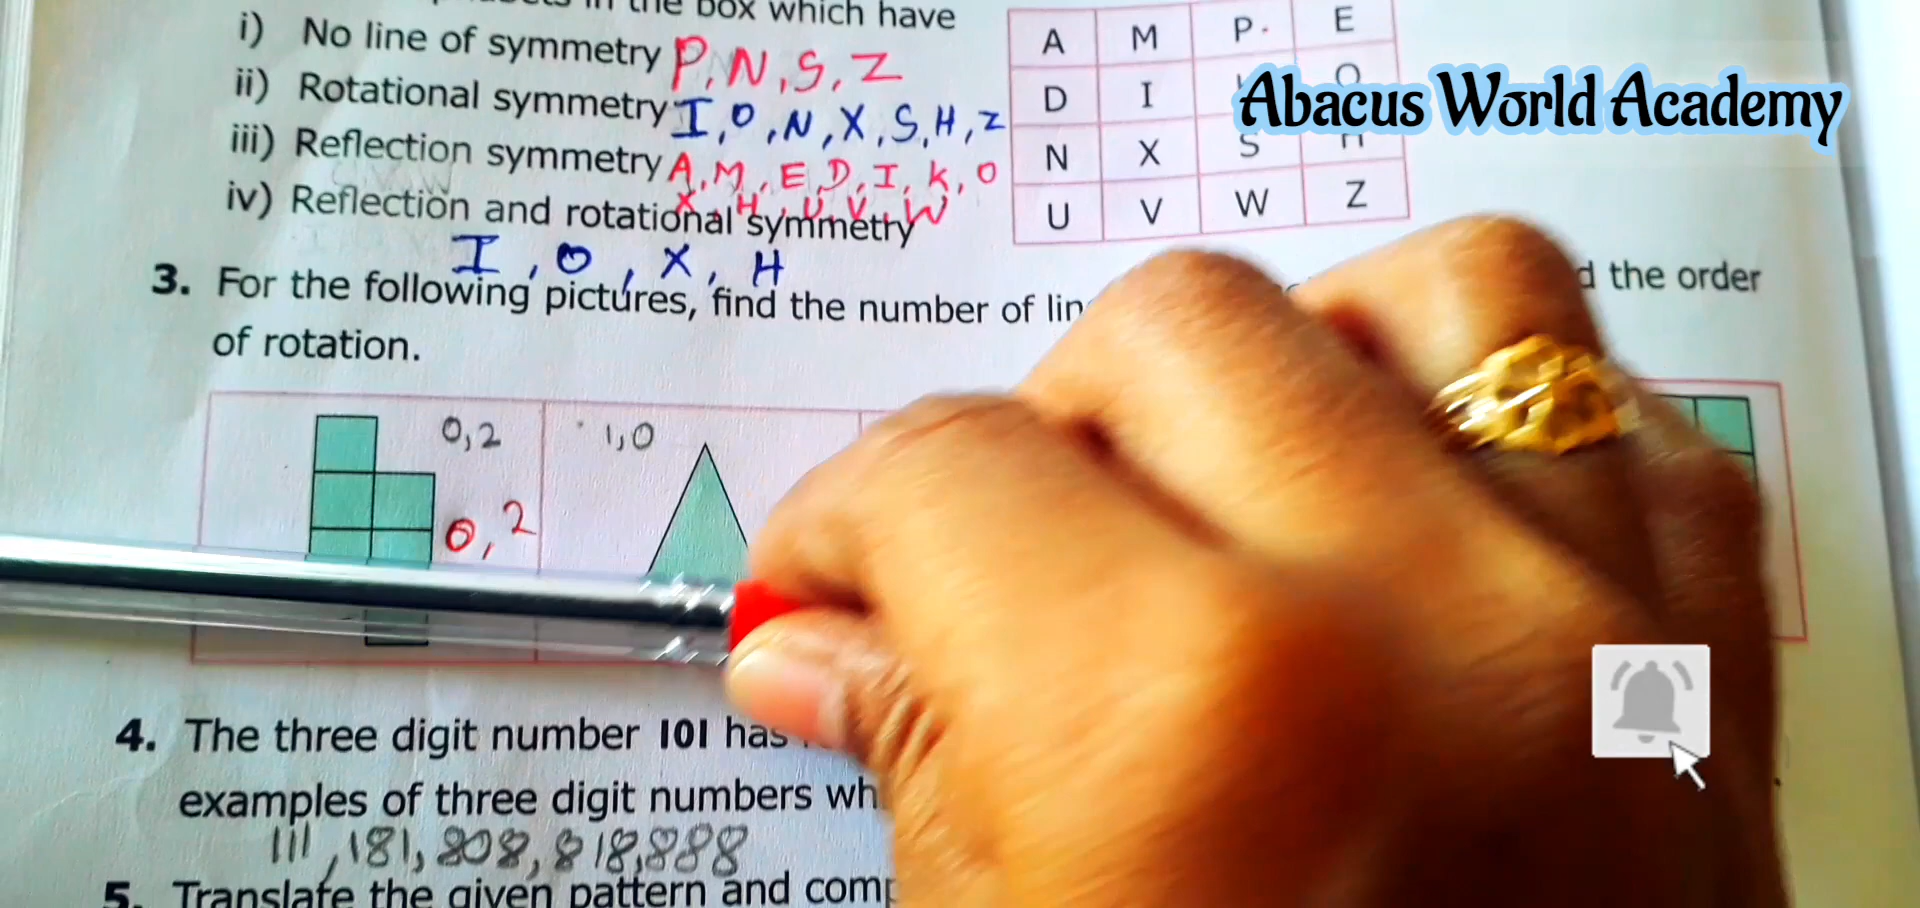 the box which have
i) No line of symmetry P, N, S, Z
ii) Rotational symmetry I, O, N, X, S, H, Z
iii) Reflection symmetry A, M, E, D, I, K, O
X, H, U, V, W
iv) Reflection and rotational symmetry
I, O, X, H
A M P. E
D I O
N X S H
U V W Z
Abacus World Academy
3. For the following pictures, find the number of the order
of rotation.
0,2 1,0
0,2
4. The three digit number 101 has
examples of three digit numbers
111, 181, 808, 818, 888
5. Translate the given pattern and